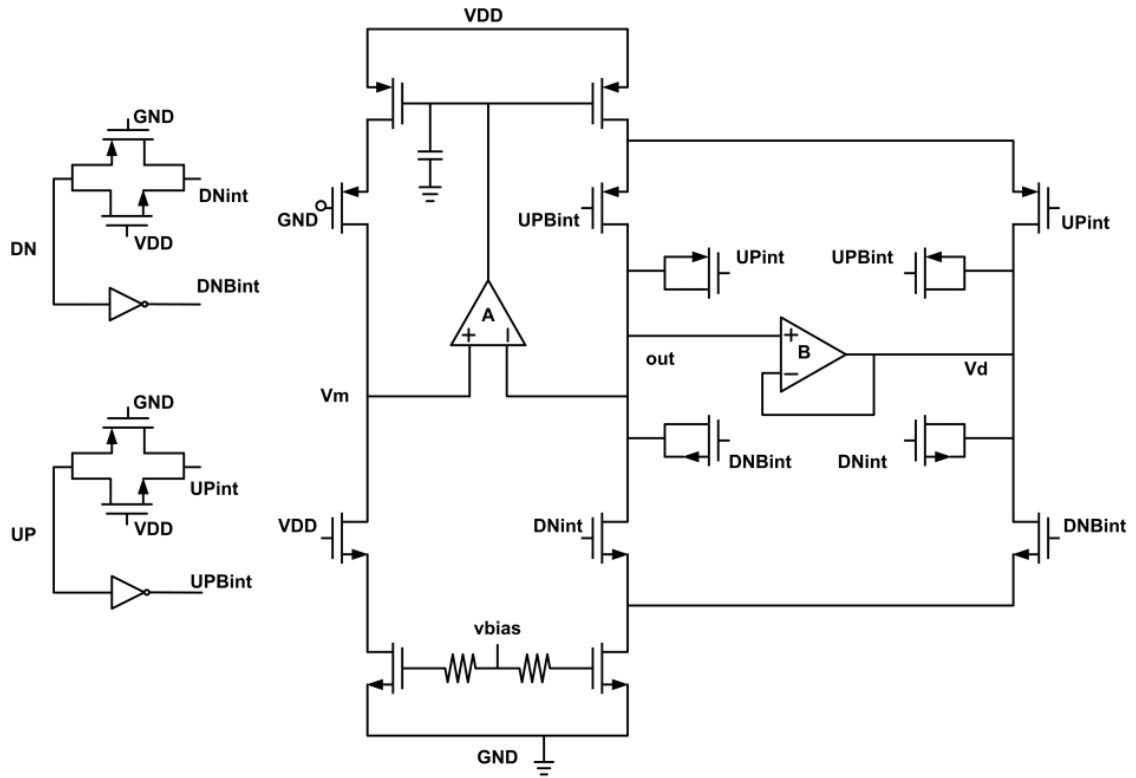 VDD
GND
DNint
VDD
DN
DNBint
GND
UPBint
UPint
UPint
UPBint
A
+
−
B
+
−
out
Vd
Vm
GND
DNBint
DNint
UPint
VDD
UP
VDD
DNint
DNBint
UPBint
vbias
GND